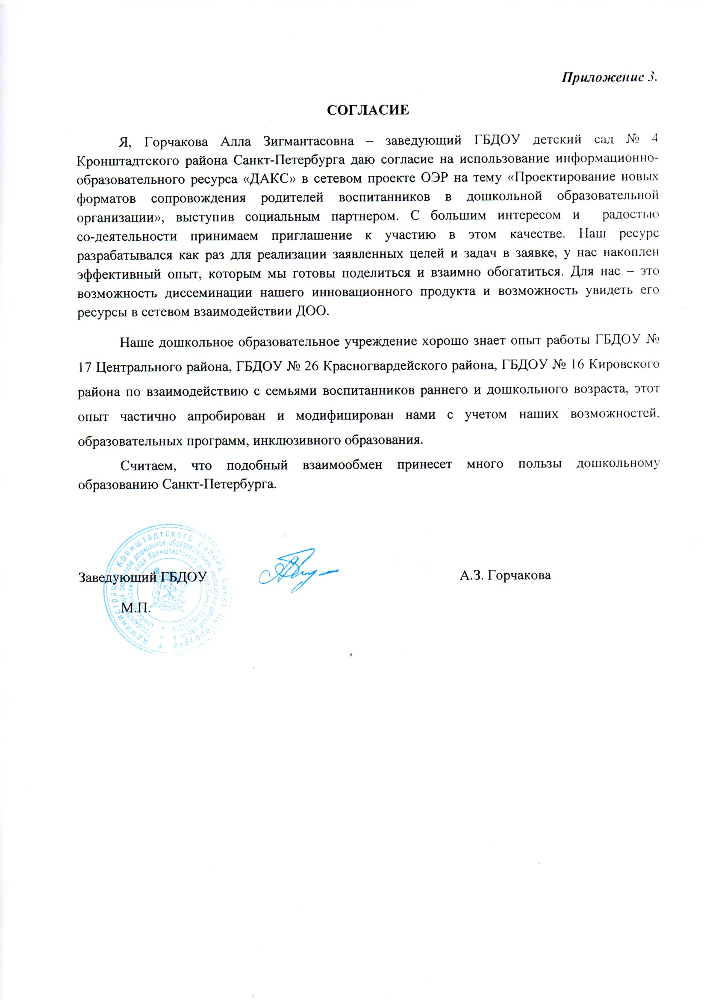 Приложение 3.
СОГЛАСИЕ
Я, Горчакова Алла Зигмантасовна – заведующий ГБДОУ детский сад № 4
Кронштадтского района Санкт-Петербурга даю согласие на использование информационно-
образовательного ресурса «ДАКС» в сетевом проекте ОЭР на тему «Проектирование новых
форматов сопровождения родителей воспитанников в дошкольной образовательной
организации», выступив социальным партнером. С большим интересом и радостью
со-деятельности принимаем приглашение к участию в этом качестве. Наш ресурс
разрабатывался как раз для реализации заявленных целей и задач в заявке, у нас накоплен
эффективный опыт, которым мы готовы поделиться и взаимно обогатиться. Для нас – это
возможность диссеминации нашего инновационного продукта и возможность увидеть его
ресурсы в сетевом взаимодействии ДОО.
Наше дошкольное образовательное учреждение хорошо знает опыт работы ГБДОУ №
17 Центрального района, ГБДОУ № 26 Красногвардейского района, ГБДОУ № 16 Кировского
района по взаимодействию с семьями воспитанников раннего и дошкольного возраста, этот
опыт частично апробирован и модифицирован нами с учетом наших возможностей,
образовательных программ, инклюзивного образования.
Считаем, что подобный взаимообмен принесет много пользы дошкольному
образованию Санкт-Петербурга.
Заведующий ГБДОУ А.З. Горчакова
М.П.
Администрация Кронштадтского района Санкт-Петербурга *
Государственное бюджетное дошкольное образовательное учреждение детский сад № 4
комбинированного вида Кронштадтского района Санкт-Петербурга